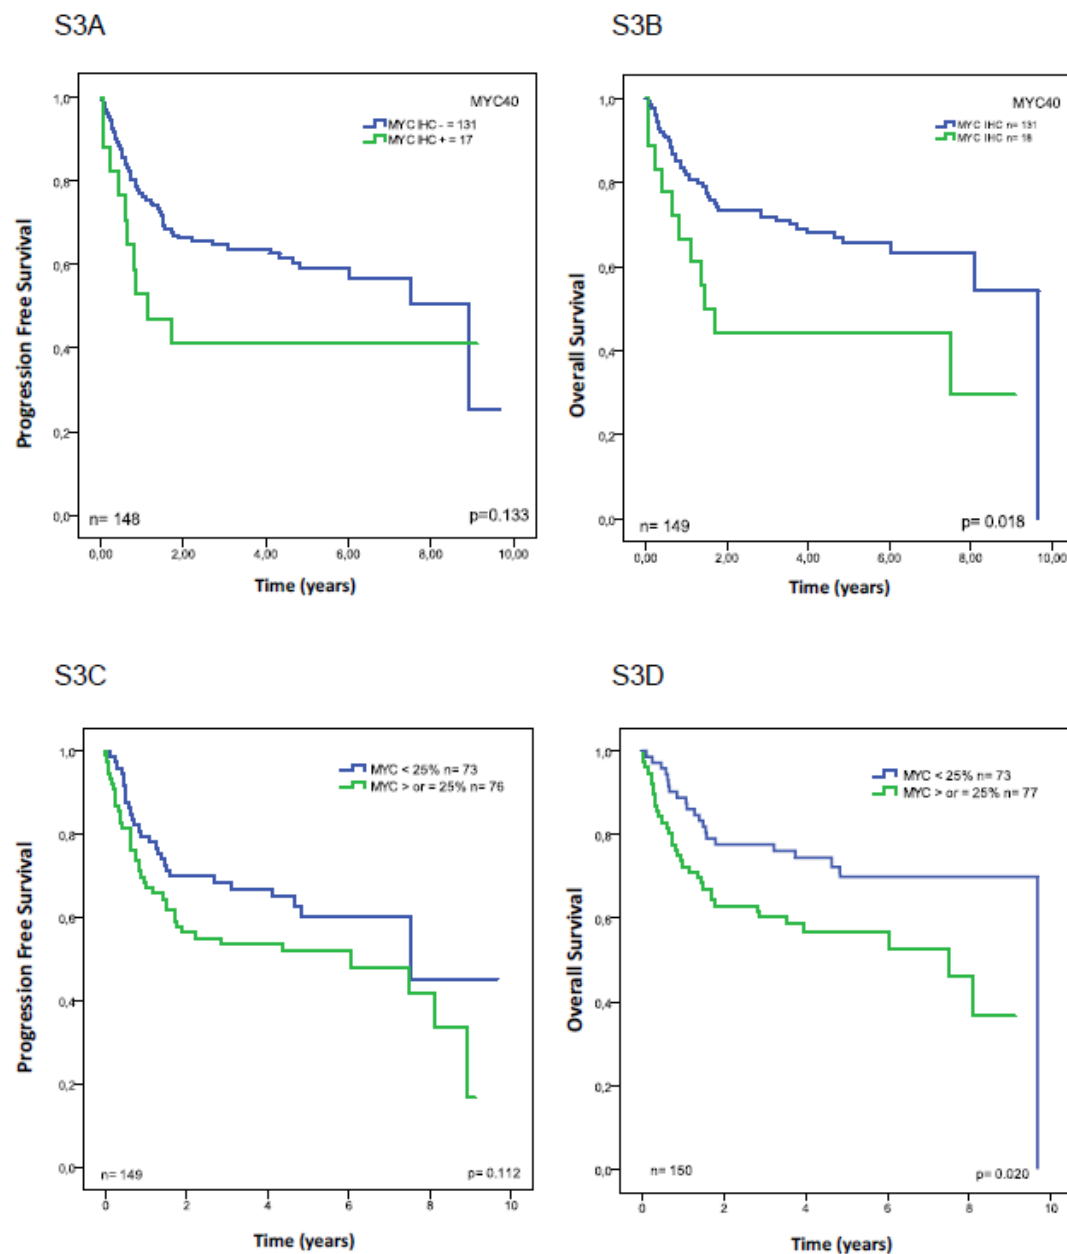 S3A
MYC40
MYC IHC - = 131
MYC IHC + = 17
Progression Free Survival
1,0
0,8
0,6
0,4
0,2
0,0
n= 148
p=0.133
0,00 2,00 4,00 6,00 8,00 10,00
Time (years)
S3B
MYC40
MYC IHC n= 131
MYC IHC n= 18
Overall Survival
1,0
0,8
0,6
0,4
0,2
0,0
n= 149
p= 0.018
0,00 2,00 4,00 6,00 8,00 10,00
Time (years)
S3C
MYC < 25% n= 73
MYC > or = 25% n= 76
Progression Free Survival
1,0
0,8
0,6
0,4
0,2
0,0
n= 149
p= 0.112
0 2 4 6 8 10
Time (years)
S3D
MYC < 25% n= 73
MYC > or = 25% n= 77
Overall Survival
1,0
0,8
0,6
0,4
0,2
0,0
n= 150
p= 0.020
0 2 4 6 8 10
Time (years)